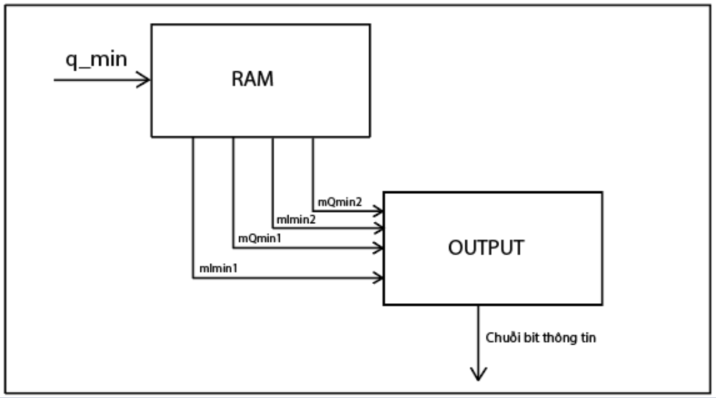 q_min
RAM
mQmin2
mImin2
mQmin1
mImin1
OUTPUT
Chuỗi bit thông tin